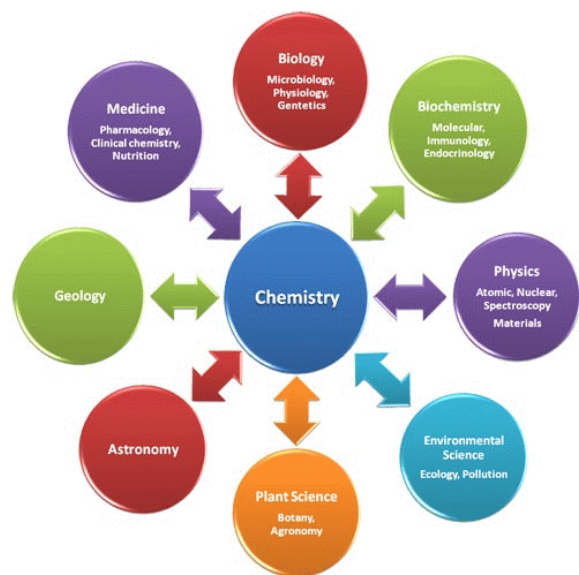 Biology
Microbiology,
Physiology,
Gentetics
Biochemistry
Molecular,
Immunology,
Endocrinology
Physics
Atomic, Nuclear,
Spectroscopy
Materials
Environmental
Science
Ecology, Pollution
Plant Science
Botany,
Agronomy
Astronomy
Geology
Medicine
Pharmacology,
Clinical chemistry,
Nutrition
Chemistry